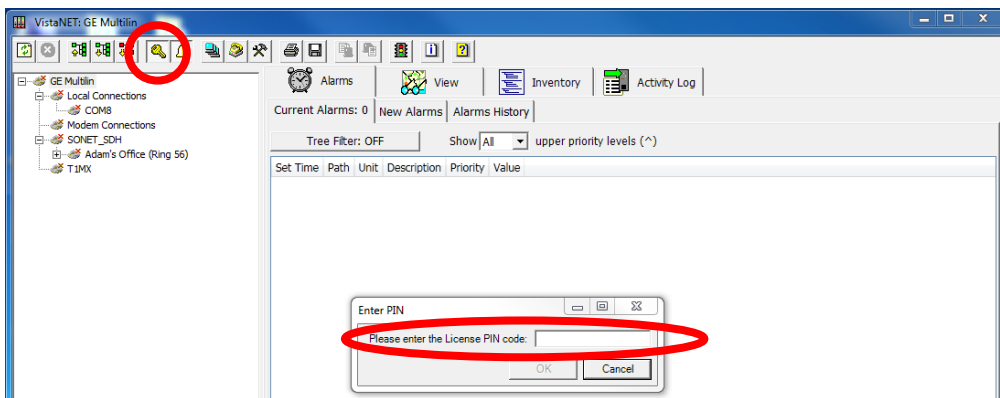 VistaNET: GE Multilin
Alarms View Inventory Activity Log
GE Multilin
Local Connections
COM8
Modem Connections
SONET_SDH
Adam's Office (Ring 56)
T1MX
Current Alarms: 0 New Alarms Alarms History
Tree Filter: OFF Show All upper priority levels (^)
Set Time Path Unit Description Priority Value
Enter PIN
Please enter the License PIN code:
OK Cancel